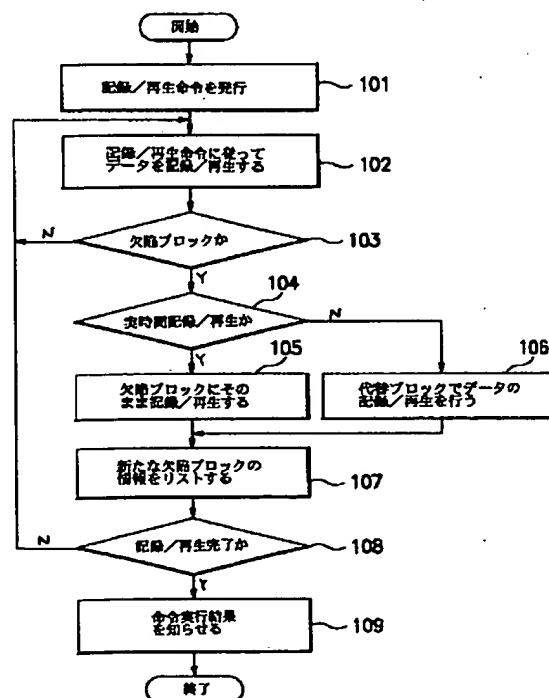 開始
記録/再生命令を発行
101
記録/再生命令に従って
データを記録/再生する
102
欠陥ブロックか
103
N
Y
104
実時間記録/再生か
N
Y
105
欠陥ブロックにその
まま記録/再生する
106
代替ブロックでデータの
記録/再生を行う
新たな欠陥ブロックの
情報をリストする
107
記録/再生完了か
108
N
Y
命令実行結果
を知らせる
109
終了